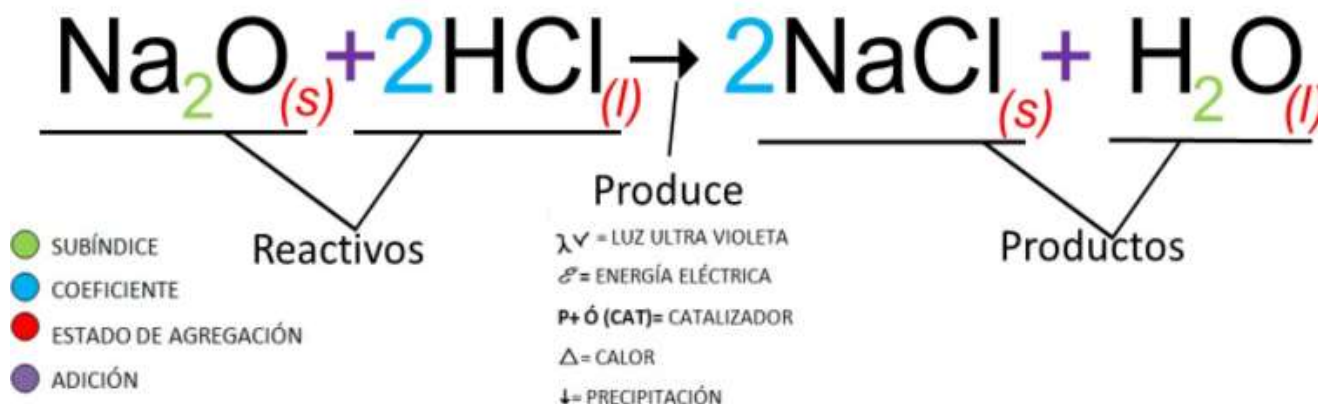 Na₂O(s)+2HCl(l)→ 2NaCl(s)+ H₂O(l)
Produce
Reactivos
Productos
SUBÍNDICE
COEFICIENTE
ESTADO DE AGREGACIÓN
ADICIÓN
λv = LUZ ULTRA VIOLETA
ℰ= ENERGÍA ELÉCTRICA
P+ Ó (CAT)= CATALIZADOR
△= CALOR
↓= PRECIPITACIÓN